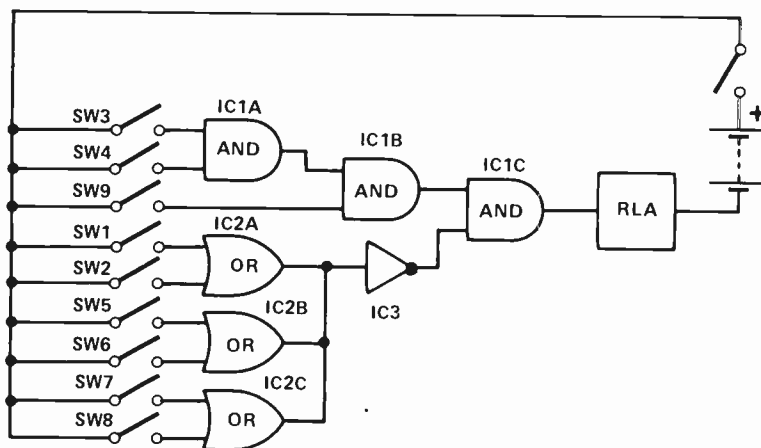 SW3
IC1A
AND
SW4
IC1B
AND
SW9
IC1C
AND
RLA
+
SW1
IC2A
OR
SW2
IC3
SW5
IC2B
OR
SW6
SW7
IC2C
OR
SW8